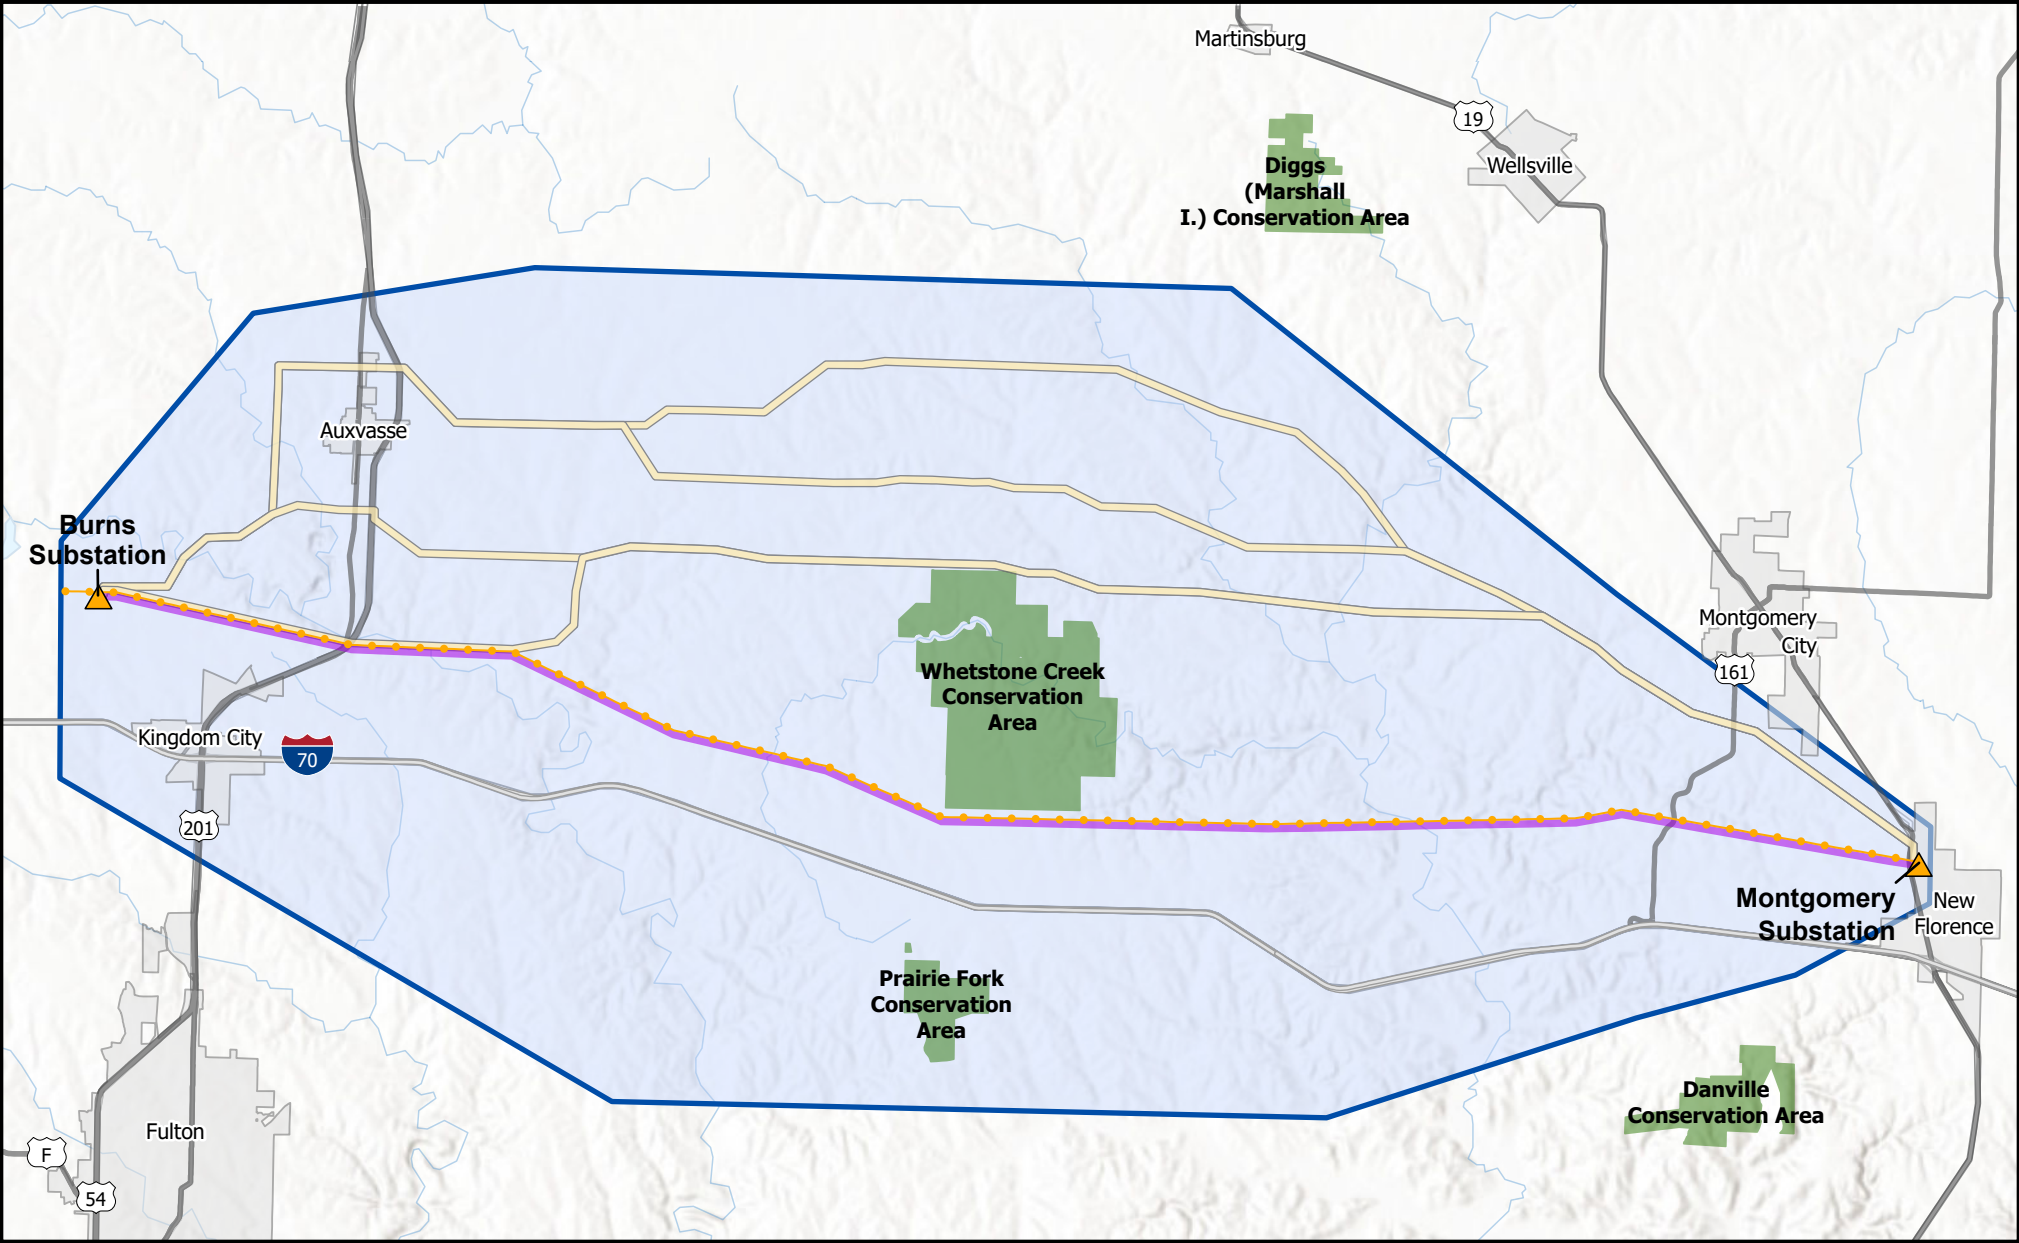 Martinsburg
19
Wellsville
Diggs
(Marshall
I.) Conservation Area
Auxvasse
Burns
Substation
Montgomery
City
161
Whetstone Creek
Conservation
Area
Kingdom City
70
201
Montgomery
Substation
New
Florence
Prairie Fork
Conservation
Area
Danville
Conservation Area
Fulton
F
54